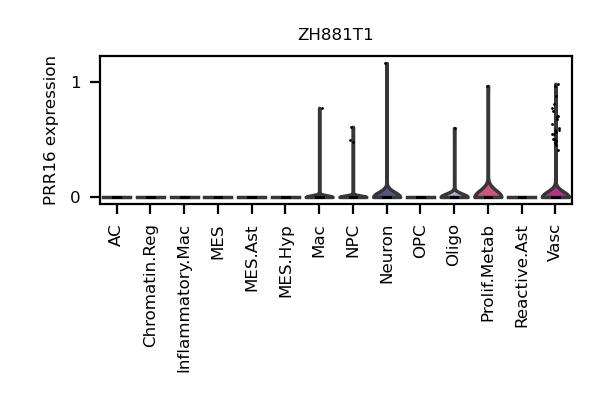 ZH881T1
PRR16 expression
1
0
AC
Chromatin.Reg
Inflammatory.Mac
MES
MES.Ast
MES.Hyp
Mac
NPC
Neuron
OPC
Oligo
Prolif.Metab
Reactive.Ast
Vasc